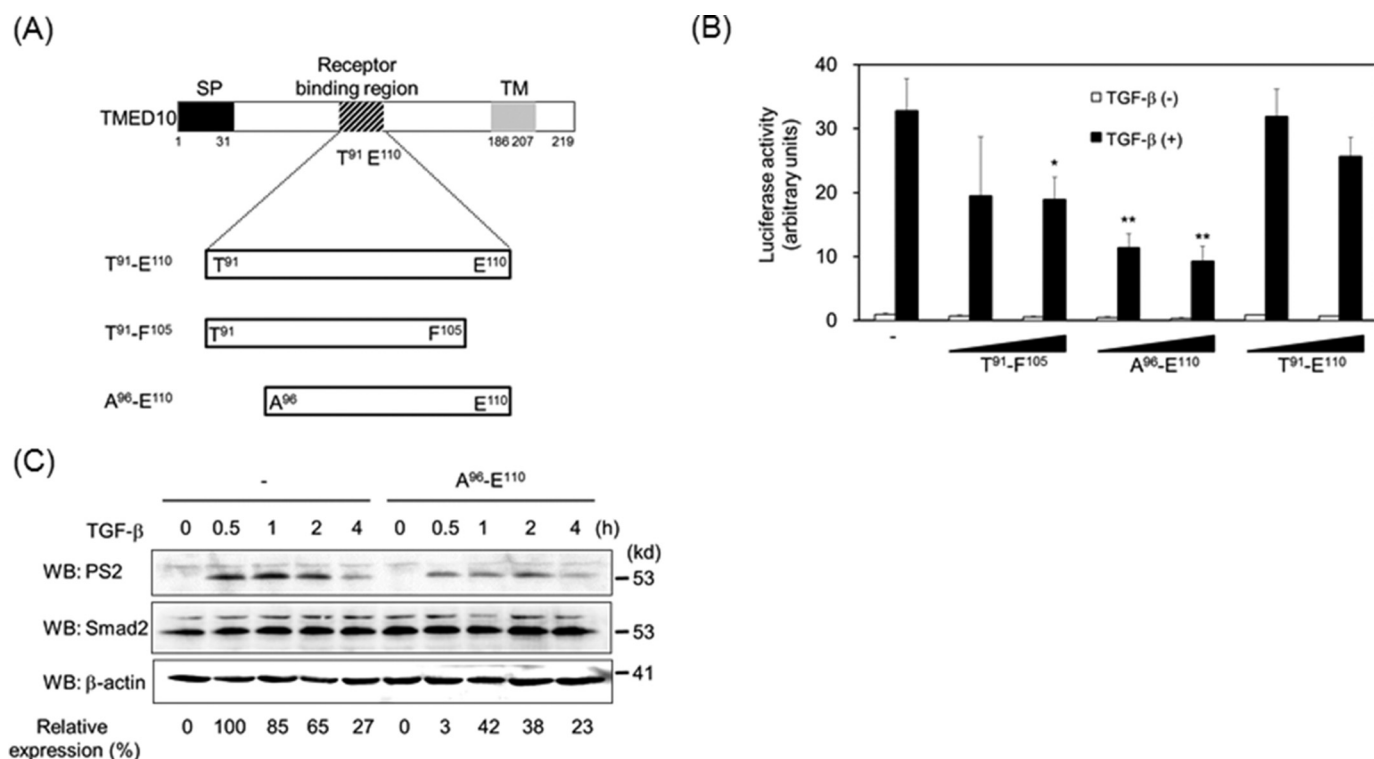 (A)
Receptor
SP binding region TM
TMED10
1 31 186 207 219
T⁹¹ E¹¹⁰
T⁹¹-E¹¹⁰ T⁹¹ E¹¹⁰
T⁹¹-F¹⁰⁵ T⁹¹ F¹⁰⁵
A⁹⁶-E¹¹⁰ A⁹⁶ E¹¹⁰
(B)
Luciferase activity
(arbitrary units)
40
30
20
10
0
TGF-β (-)
TGF-β (+)
* ** **
- T⁹¹-F¹⁰⁵ A⁹⁶-E¹¹⁰ T⁹¹-E¹¹⁰
(C)
- A⁹⁶-E¹¹⁰
TGF-β 0 0.5 1 2 4 0 0.5 1 2 4 (h)
(kd)
WB: PS2 53
WB: Smad2 53
41
WB: β-actin
Relative 0 100 85 65 27 0 3 42 38 23
expression (%)